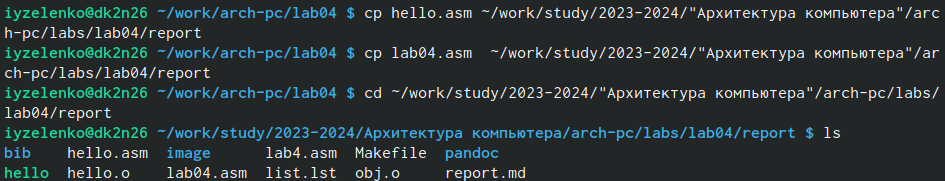 iyzelenko@dk2n26 ~/work/arch-pc/lab04 $ cp hello.asm ~/work/study/2023-2024/"Архитектура компьютера"/arc
h-pc/labs/lab04/report
iyzelenko@dk2n26 ~/work/arch-pc/lab04 $ cp lab04.asm  ~/work/study/2023-2024/"Архитектура компьютера"/ar
ch-pc/labs/lab04/report
iyzelenko@dk2n26 ~/work/arch-pc/lab04 $ cd ~/work/study/2023-2024/"Архитектура компьютера"/arch-pc/labs/
lab04/report
iyzelenko@dk2n26 ~/work/study/2023-2024/Архитектура компьютера/arch-pc/labs/lab04/report $ ls
bib    hello.asm  image      lab4.asm  Makefile  pandoc
hello  hello.o    lab04.asm  list.lst  obj.o     report.md